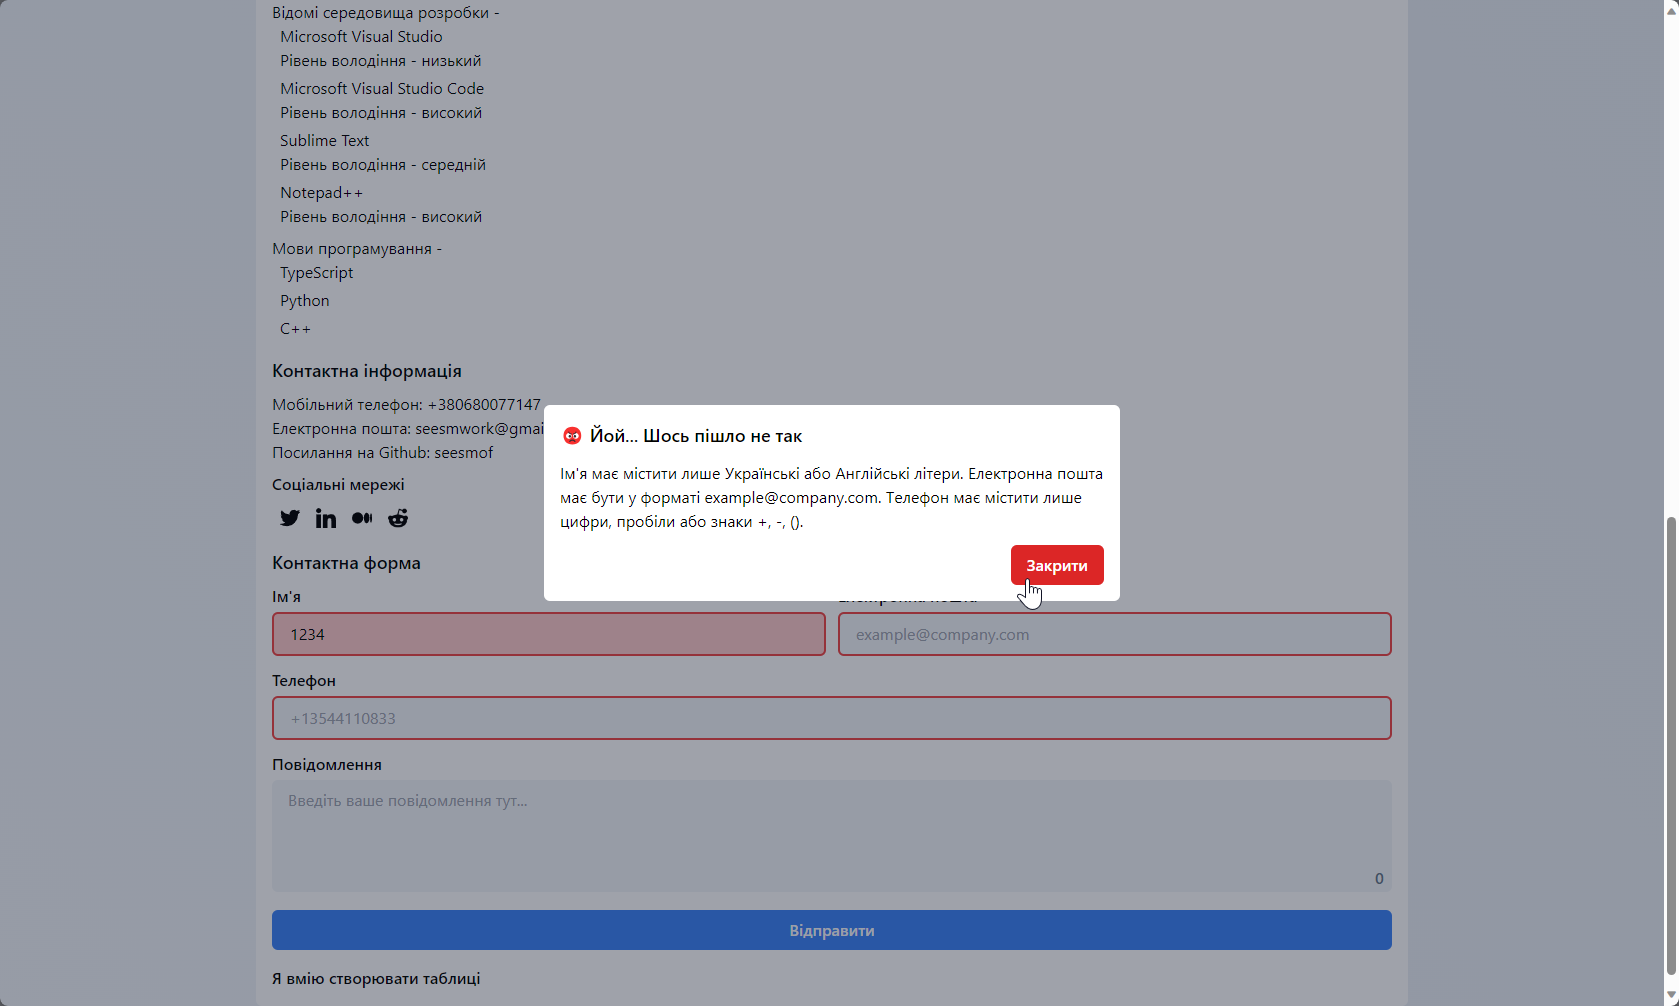 Відомі середовища розробки -
Microsoft Visual Studio
Рівень володіння - низький
Microsoft Visual Studio Code
Рівень володіння - високий
Sublime Text
Рівень володіння - середній
Notepad++
Рівень володіння - високий
Мови програмування -
TypeScript
Python
C++
Контактна інформація
Мобільний телефон: +380680077147
Електронна пошта: seesmwork@gmai
Посилання на Github: seesmof
Соціальні мережі
Контактна форма
Йой... Шось пішло не так
Ім'я має містити лише Українські або Англійські літери. Електронна пошта
має бути у форматі example@company.com. Телефон має містити лише
цифри, пробіли або знаки +, -, ().
Закрити
Ім'я
1234
example@company.com
Телефон
+13544110833
Повідомлення
Введіть ваше повідомлення тут...
0
Відправити
Я вмію створювати таблиці